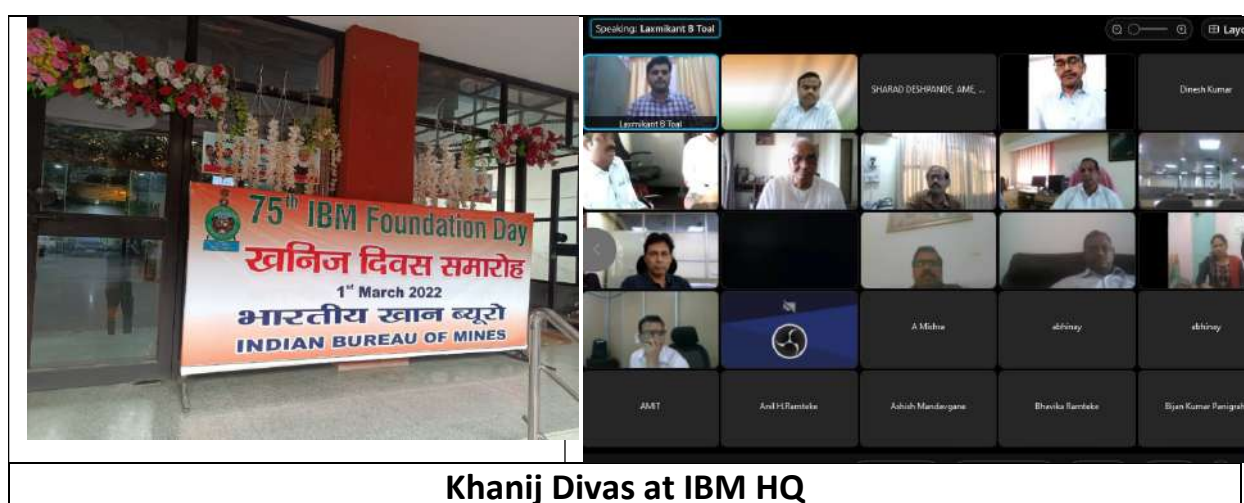 75th IBM Foundation Day
खनिज दिवस समारोह
1st March 2022
भारतीय खान ब्यूरो
INDIAN BUREAU OF MINES
Speaking: Laxmikant B Toal
Layo
Laxmikant B Toal
SHARAD DESHPANDE, AME, ...
Dinesh Kumar
A Mishra
abhinay
abhinay
AMIT
Anil H.Ramteke
Ashish Mandavgane
Bhavika Ramteke
Bijan Kumar Panigrah
Khanij Divas at IBM HQ